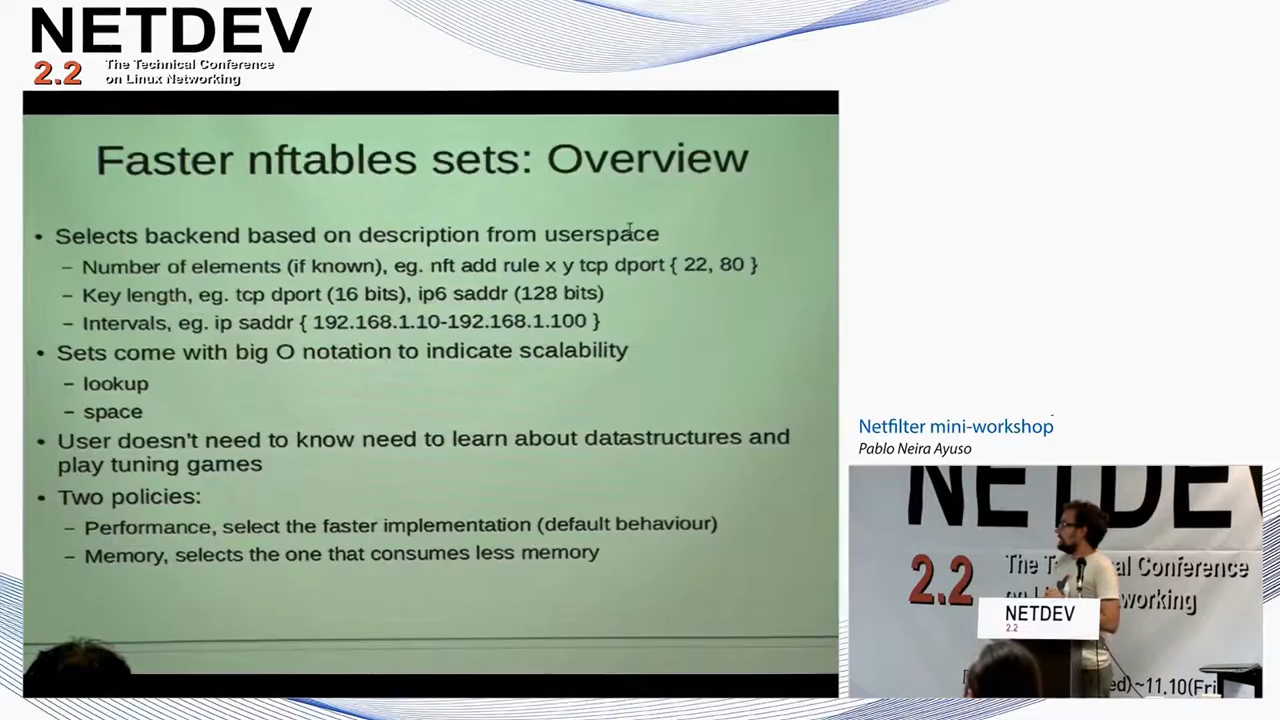 NETDEV
2.2
The Technical Conference
on Linux Networking
Faster nftables sets: Overview
• Selects backend based on description from userspace
– Number of elements (if known), eg. nft add rule x y tcp dport { 22, 80 }
– Key length, eg. tcp dport (16 bits), ip6 saddr (128 bits)
– Intervals, eg. ip saddr { 192.168.1.10-192.168.1.100 }
• Sets come with big O notation to indicate scalability
– lookup
– space
• User doesn't need to know need to learn about datastructures and
play tuning games
• Two policies:
– Performance, select the faster implementation (default behaviour)
– Memory, selects the one that consumes less memory
Netfilter mini-workshop
Pablo Neira Ayuso
NETDEV
2.2
The al Conference
working
NETDEV
2.2
ed)~11.10(Fri